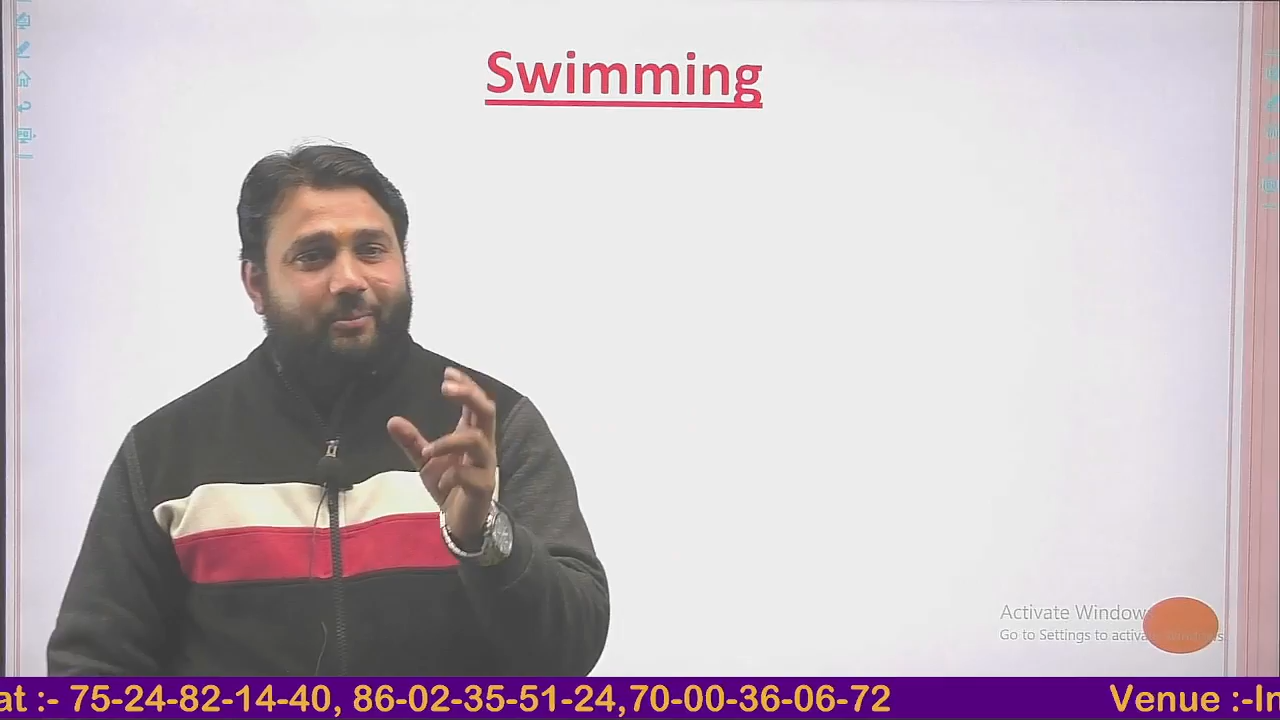 Swimming
Activate Windows
Go to Settings to activate Windows
at :- 75-24-82-14-40, 86-02-35-51-24,70-00-36-06-72 Venue :-In